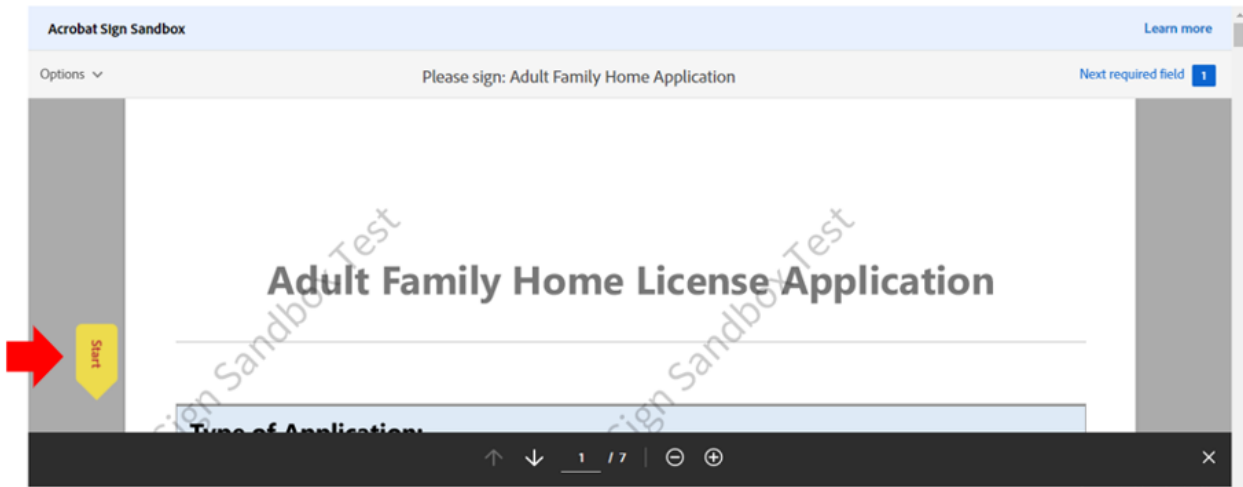 Acrobat Sign Sandbox
Learn more
Options
Please sign: Adult Family Home Application
Next required field 1
Adult Family Home License Application
Sign Sandbox Test
Sign Sandbox Test
Start
Type of Application:
1 / 7